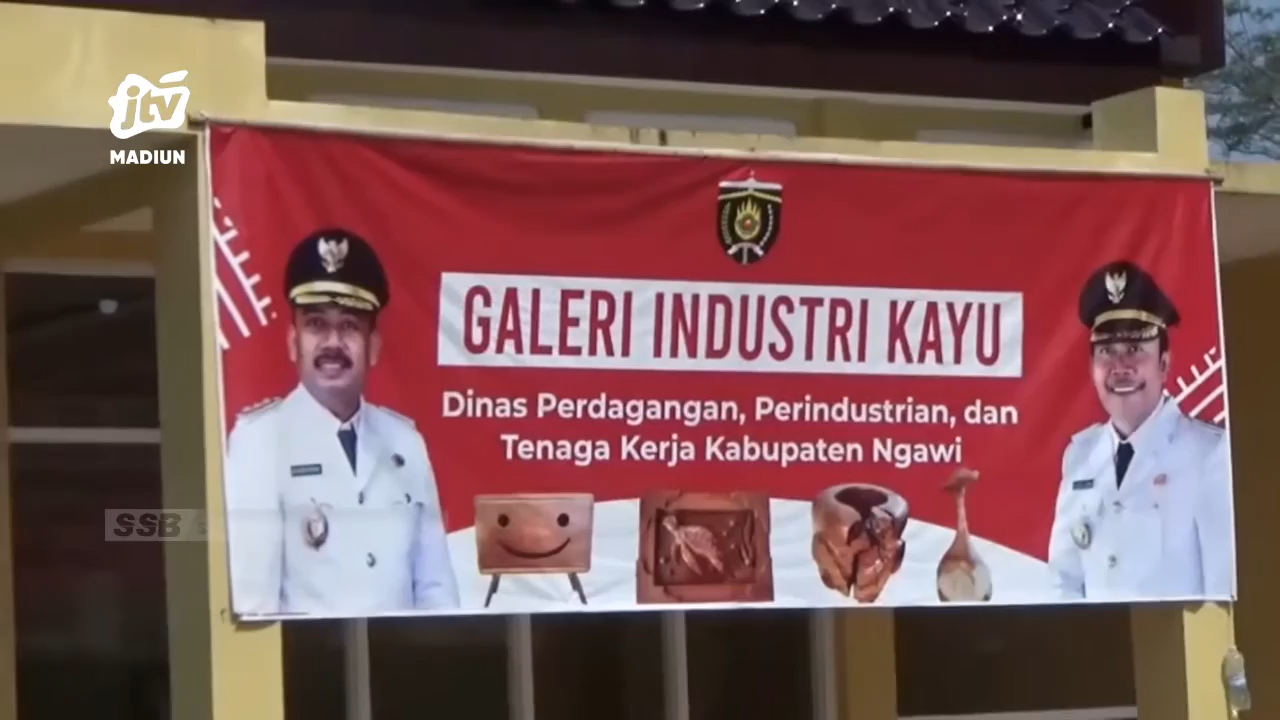 jtv
MADIUN
GALERI INDUSTRI KAYU
Dinas Perdagangan, Perindustrian, dan
Tenaga Kerja Kabupaten Ngawi
SSB